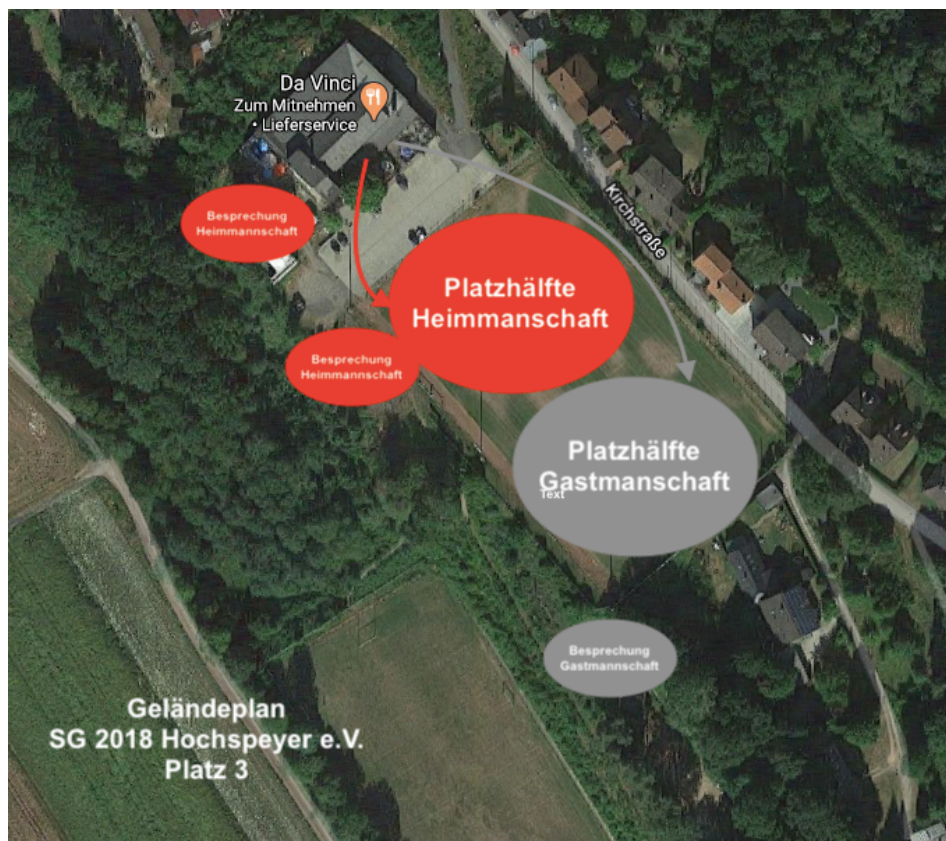 Da Vinci
Zum Mitnehmen
• Lieferservice
Kirchstraße
Besprechung
Heimmannschaft
Platzhälfte
Heimmanschaft
Besprechung
Heimmannschaft
Platzhälfte
Gastmanschaft
Text
Besprechung
Gastmannschaft
Geländeplan
SG 2018 Hochspeyer e.V.
Platz 3